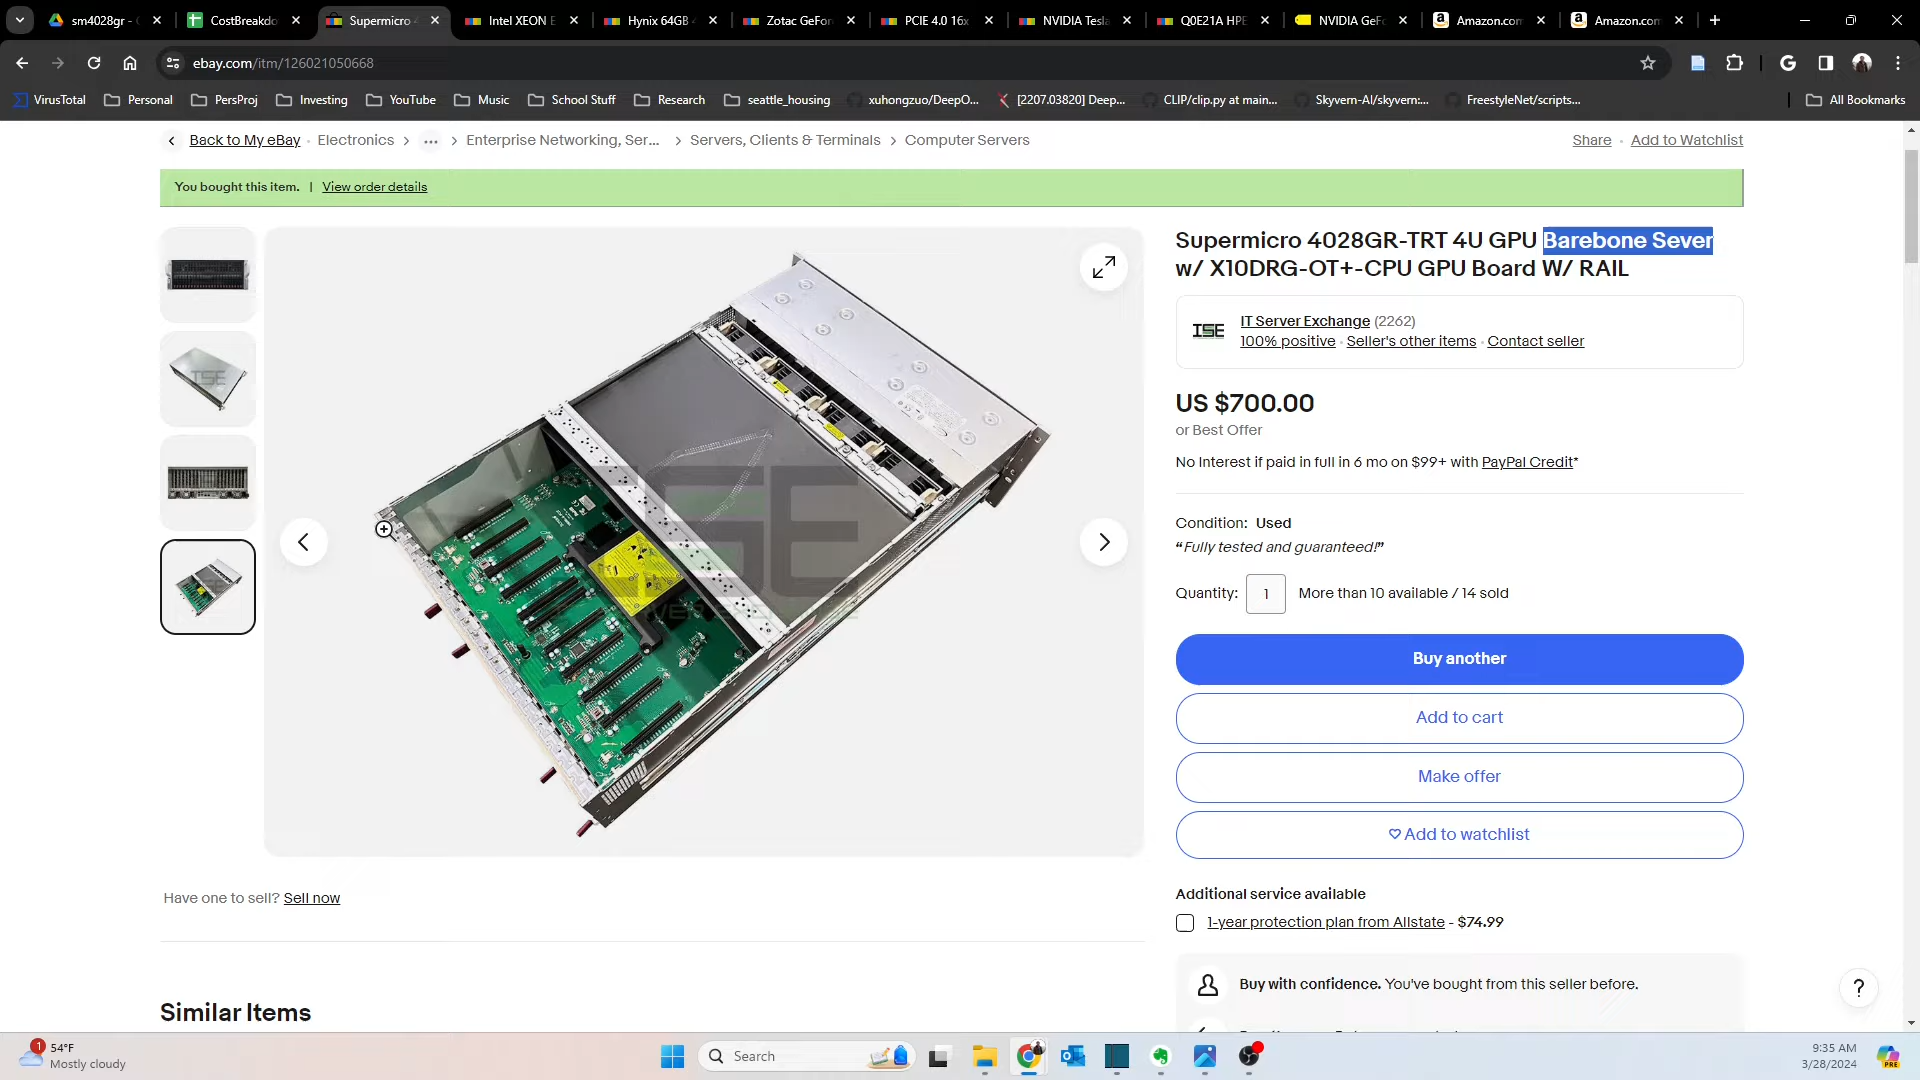 sm4028gr -
CostBreakdo
Supermicro 4
Intel XEON E
Hynix 64GB
Zotac GeFor
PCIE 4.0 16x
NVIDIA Tesla
Q0E21A HPE
NVIDIA GeFo
Amazon.com
Amazon.com
ebay.com/itm/126021050668
VirusTotal
Personal
PersProj
Investing
YouTube
Music
School Stuff
Research
seattle_housing
xuhongzuo/DeepO...
[2207.03820] Deep...
CLIP/clip.py at main...
Skyvern-AI/skyvern:...
FreestyleNet/scripts...
All Bookmarks
Back to My eBay · Electronics > ... > Enterprise Networking, Ser... > Servers, Clients & Terminals > Computer Servers
Share · Add to Watchlist
You bought this item. | View order details
Supermicro 4028GR-TRT 4U GPU Barebone Sever
w/ X10DRG-OT+-CPU GPU Board W/ RAIL
ISE
IT Server Exchange (2262)
100% positive · Seller's other items · Contact seller
US $700.00
or Best Offer
No Interest if paid in full in 6 mo on $99+ with PayPal Credit*
Condition: Used
“Fully tested and guaranteed!”
Quantity: 1 More than 10 available / 14 sold
Buy another
Add to cart
Make offer
Add to watchlist
Have one to sell? Sell now
Additional service available
1-year protection plan from Allstate - $74.99
Buy with confidence. You've bought from this seller before.
?
Similar Items
ISE
1
54°F
Mostly cloudy
Search
9:35 AM
3/28/2024
PRE